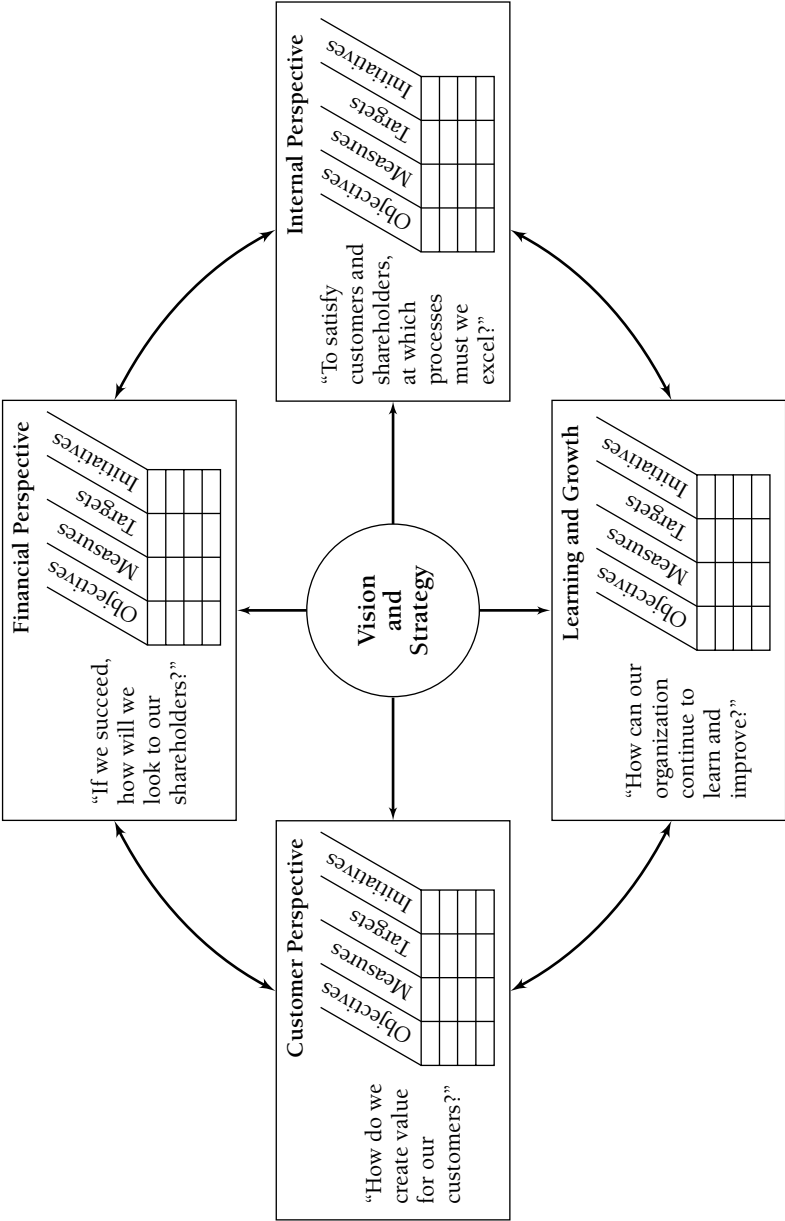 Financial Perspective
“If we succeed,
how will we
look to our
shareholders?”
Objectives
Measures
Targets
Initiatives
Customer Perspective
“How do we
create value
for our
customers?”
Objectives
Measures
Targets
Initiatives
Vision
and
Strategy
Internal Perspective
“To satisfy
customers and
shareholders,
at which
processes
must we
excel?”
Objectives
Measures
Targets
Initiatives
Learning and Growth
“How can our
organization
continue to
learn and
improve?”
Objectives
Measures
Targets
Initiatives